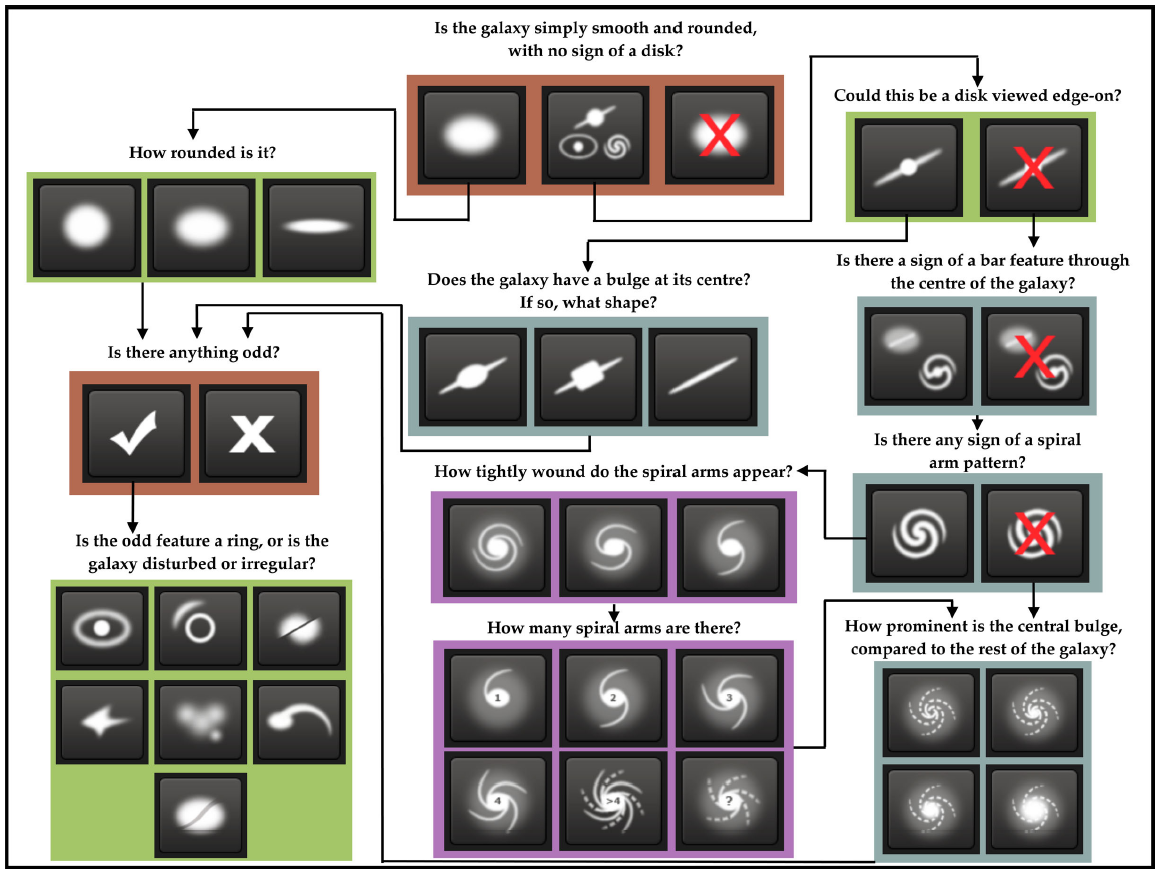 Is the galaxy simply smooth and rounded,
with no sign of a disk?
Could this be a disk viewed edge-on?
How rounded is it?
Does the galaxy have a bulge at its centre?
If so, what shape?
Is there a sign of a bar feature through
the centre of the galaxy?
Is there anything odd?
Is there any sign of a spiral
arm pattern?
How tightly wound do the spiral arms appear?
Is the odd feature a ring, or is the
galaxy disturbed or irregular?
How many spiral arms are there?
1
2
3
4
>4
?
How prominent is the central bulge,
compared to the rest of the galaxy?